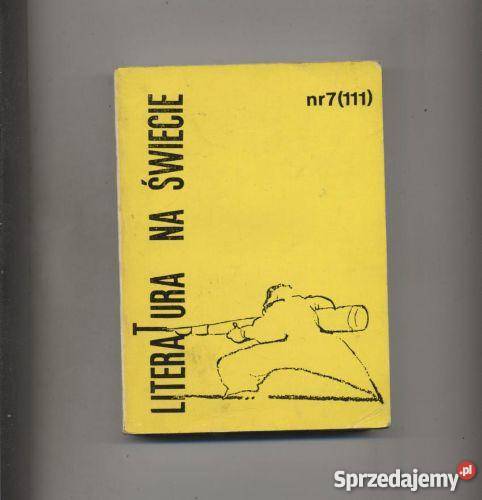 LITERATURA NA ŚWIECIE
nr7(111)
Sprzedajemy.pl